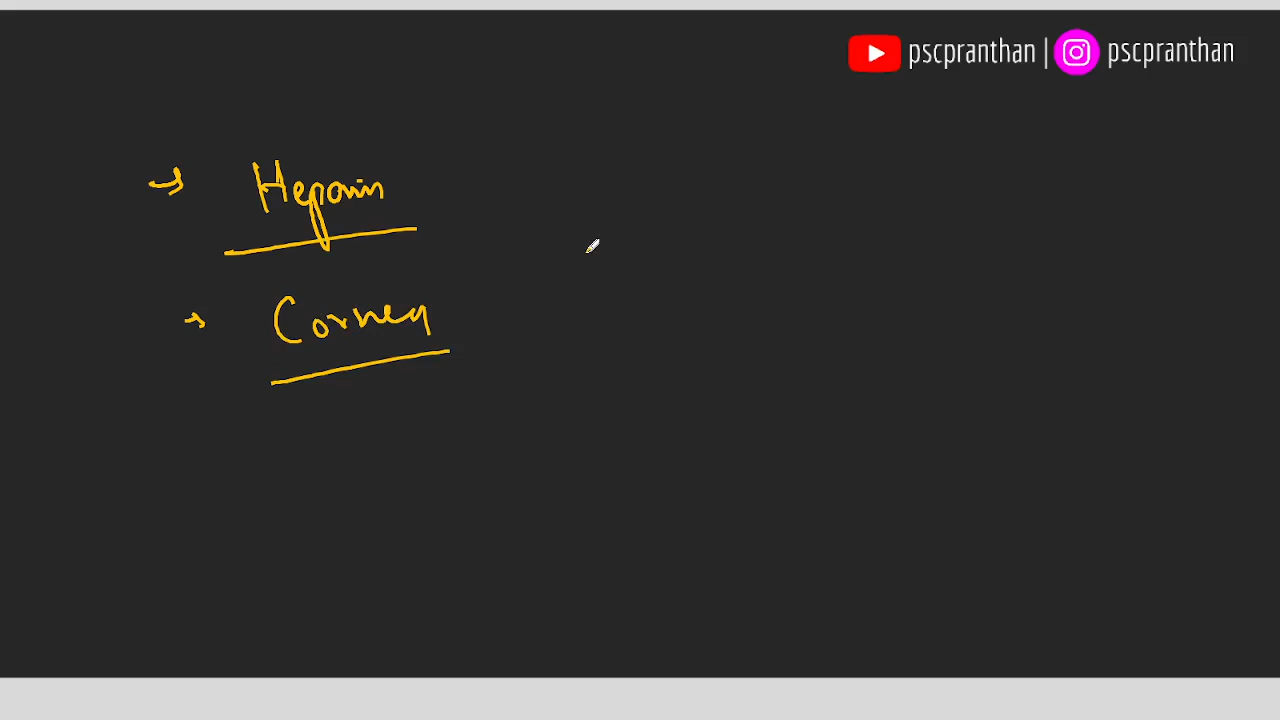 pscpranthan | pscpranthan
→ Heparin
→ Cornea